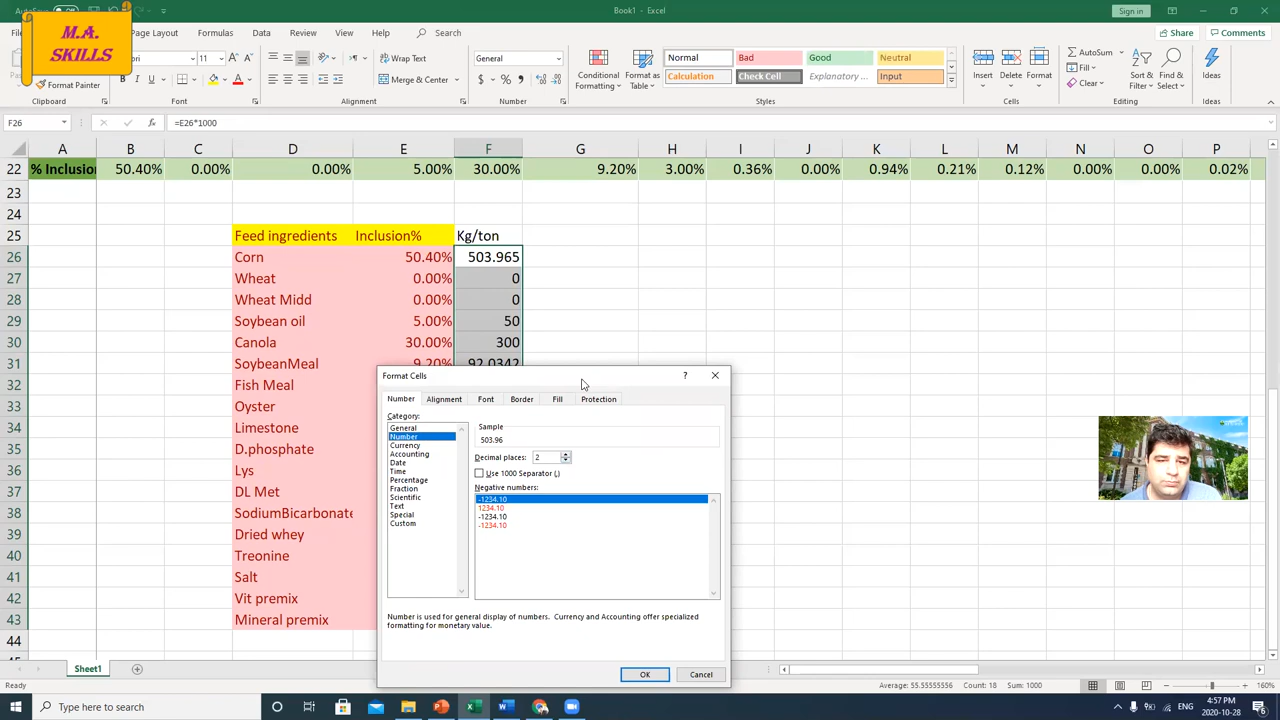 Book1 - Excel
Sign in
M.A.
SKILLS
Page Layout Formulas Data Review View Help Search
Share Comments
11 A A Wrap Text General Normal Bad Good Neutral AutoSum
Fill
B I U Merge & Center $ % Conditional Formatting Format as Table Calculation Check Cell Explanatory ... Input Insert Delete Format Clear Sort & Filter Find & Select Ideas
Format Painter
Clipboard Font Alignment Number Styles Cells Editing Ideas
F26 fx =E26*1000
A B C D E F G H I J K L M N O P
22 % Inclusion 50.40% 0.00% 0.00% 5.00% 30.00% 9.20% 3.00% 0.36% 0.00% 0.94% 0.21% 0.12% 0.00% 0.00% 0.02%
23
24
25 Feed ingredients Inclusion% Kg/ton
26 Corn 50.40% 503.965
27 Wheat 0.00% 0
28 Wheat Midd 0.00% 0
29 Soybean oil 5.00% 50
30 Canola 30.00% 300
31 SoybeanMeal 9.20% 92.0342
32 Fish Meal
33 Oyster
34 Limestone
35 D.phosphate
36 Lys
37 DL Met
38 SodiumBicarbonate
39 Dried whey
40 Treonine
41 Salt
42 Vit premix
43 Mineral premix
44
Format Cells ?
Number Alignment Font Border Fill Protection
Category:
General
Number
Currency
Accounting
Date
Time
Percentage
Fraction
Scientific
Text
Special
Custom
Sample
503.96
Decimal places: 2
Use 1000 Separator (,)
Negative numbers:
-1234.10
1234.10
-1234.10
-1234.10
Number is used for general display of numbers. Currency and Accounting offer specialized
formatting for monetary value.
OK Cancel
Sheet1
Ready
Average: 55.55555556 Count: 18 Sum: 1000
160%
Type here to search
ENG
4:57 PM
2020-10-28